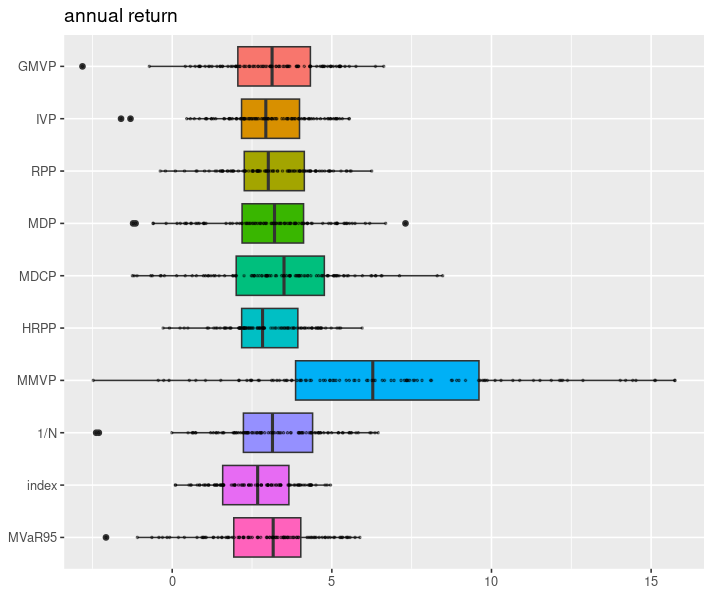 annual return
GMVP
IVP
RPP
MDP
MDCP
HRPP
MMVP
1/N
index
MVaR95
0 5 10 15